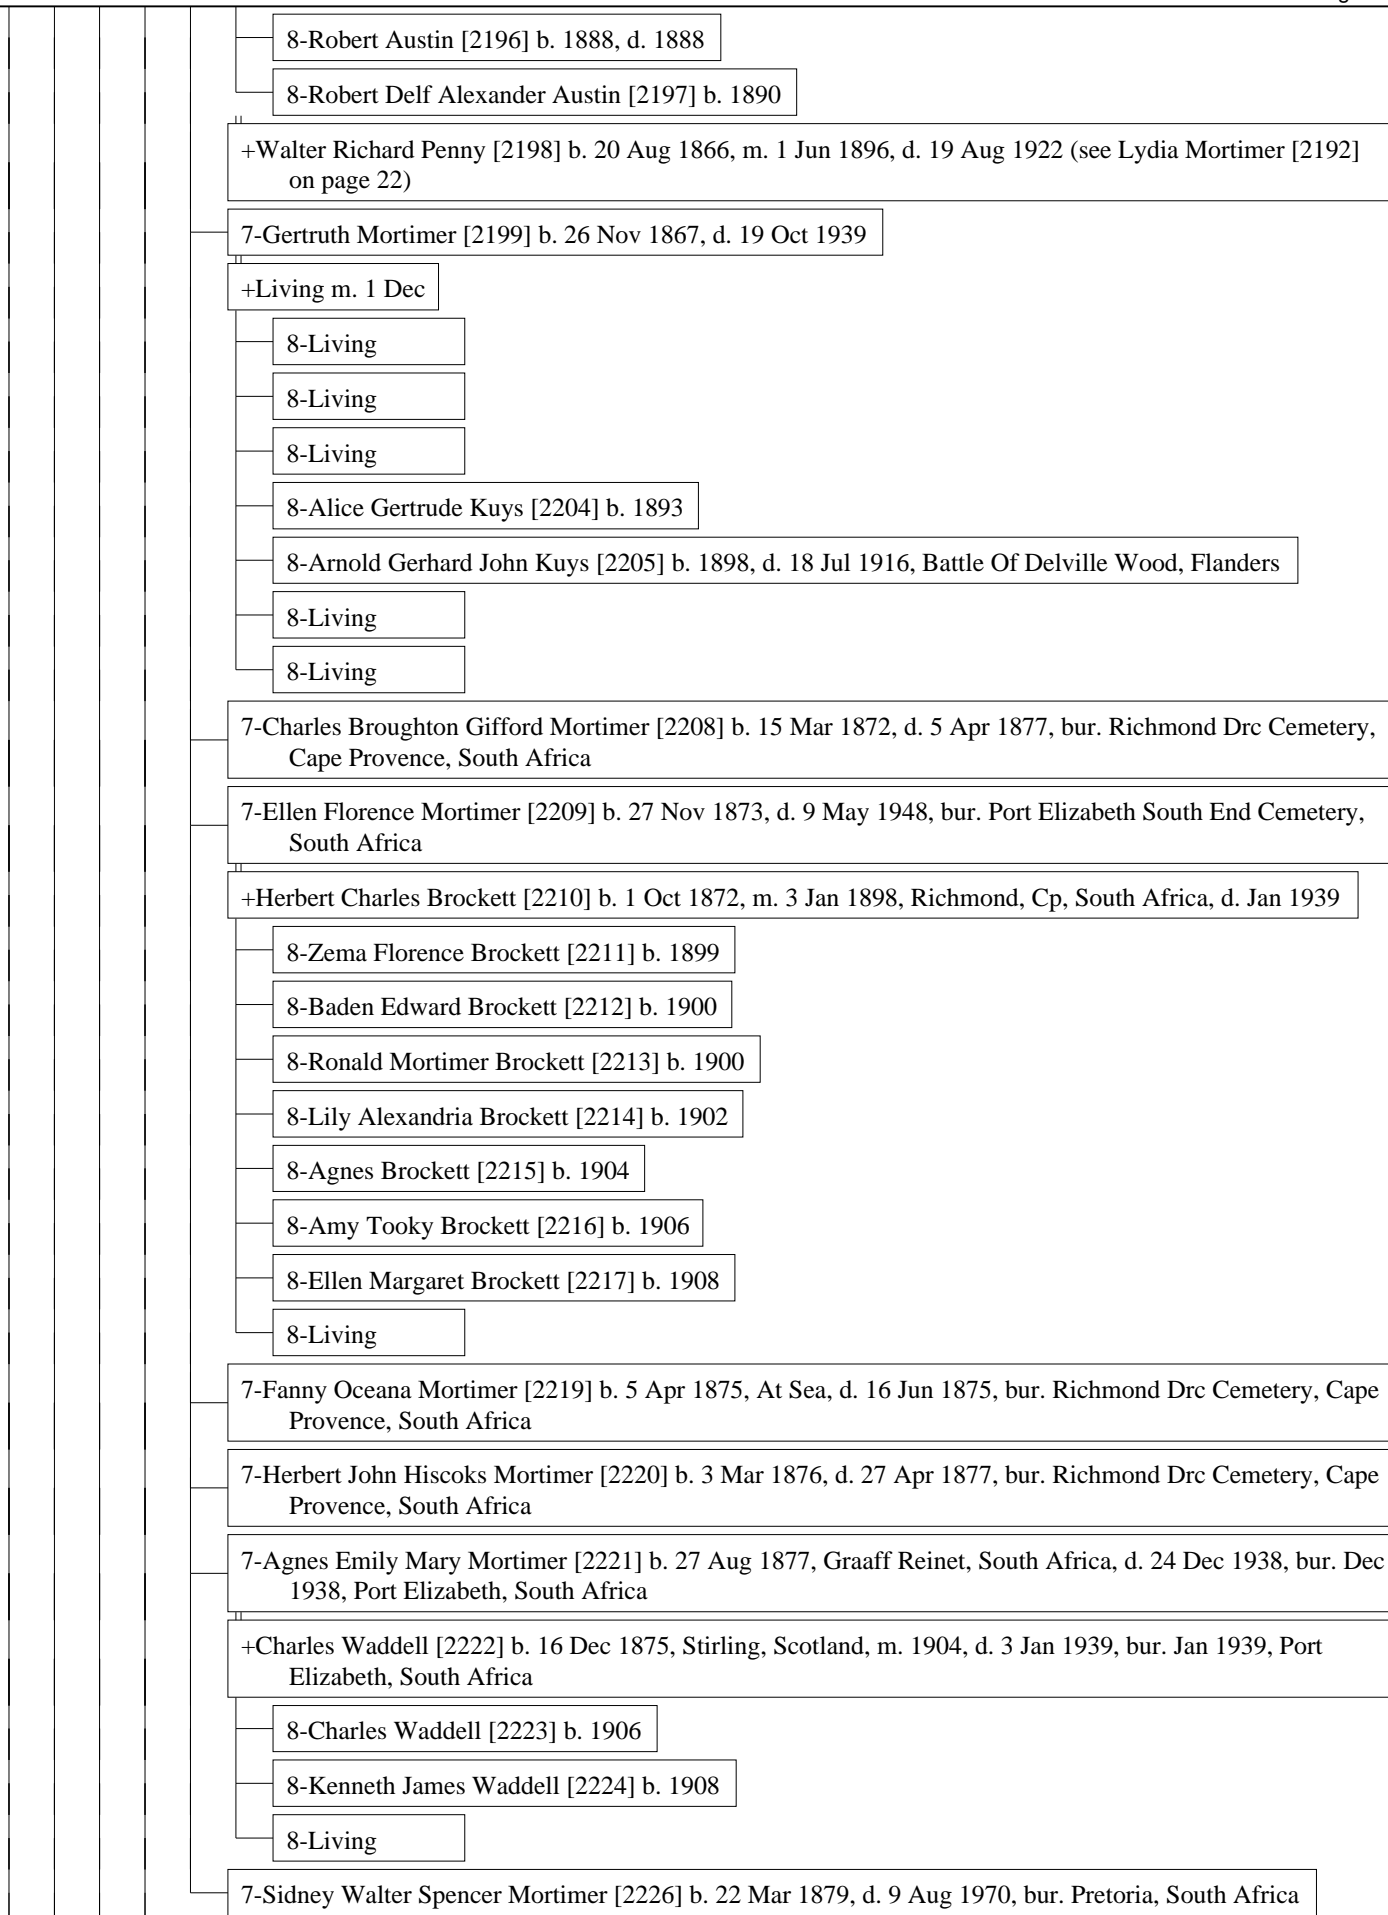 8-Robert Austin [2196] b. 1888, d. 1888
8-Robert Delf Alexander Austin [2197] b. 1890
+Walter Richard Penny [2198] b. 20 Aug 1866, m. 1 Jun 1896, d. 19 Aug 1922 (see Lydia Mortimer [2192]
on page 22)
7-Gertruth Mortimer [2199] b. 26 Nov 1867, d. 19 Oct 1939
+Living m. 1 Dec
8-Living
8-Living
8-Living
8-Alice Gertrude Kuys [2204] b. 1893
8-Arnold Gerhard John Kuys [2205] b. 1898, d. 18 Jul 1916, Battle Of Delville Wood, Flanders
8-Living
8-Living
7-Charles Broughton Gifford Mortimer [2208] b. 15 Mar 1872, d. 5 Apr 1877, bur. Richmond Drc Cemetery,
Cape Provence, South Africa
7-Ellen Florence Mortimer [2209] b. 27 Nov 1873, d. 9 May 1948, bur. Port Elizabeth South End Cemetery,
South Africa
+Herbert Charles Brockett [2210] b. 1 Oct 1872, m. 3 Jan 1898, Richmond, Cp, South Africa, d. Jan 1939
8-Zema Florence Brockett [2211] b. 1899
8-Baden Edward Brockett [2212] b. 1900
8-Ronald Mortimer Brockett [2213] b. 1900
8-Lily Alexandria Brockett [2214] b. 1902
8-Agnes Brockett [2215] b. 1904
8-Amy Tooky Brockett [2216] b. 1906
8-Ellen Margaret Brockett [2217] b. 1908
8-Living
7-Fanny Oceana Mortimer [2219] b. 5 Apr 1875, At Sea, d. 16 Jun 1875, bur. Richmond Drc Cemetery, Cape
Provence, South Africa
7-Herbert John Hiscoks Mortimer [2220] b. 3 Mar 1876, d. 27 Apr 1877, bur. Richmond Drc Cemetery, Cape
Provence, South Africa
7-Agnes Emily Mary Mortimer [2221] b. 27 Aug 1877, Graaff Reinet, South Africa, d. 24 Dec 1938, bur. Dec
1938, Port Elizabeth, South Africa
+Charles Waddell [2222] b. 16 Dec 1875, Stirling, Scotland, m. 1904, d. 3 Jan 1939, bur. Jan 1939, Port
Elizabeth, South Africa
8-Charles Waddell [2223] b. 1906
8-Kenneth James Waddell [2224] b. 1908
8-Living
7-Sidney Walter Spencer Mortimer [2226] b. 22 Mar 1879, d. 9 Aug 1970, bur. Pretoria, South Africa